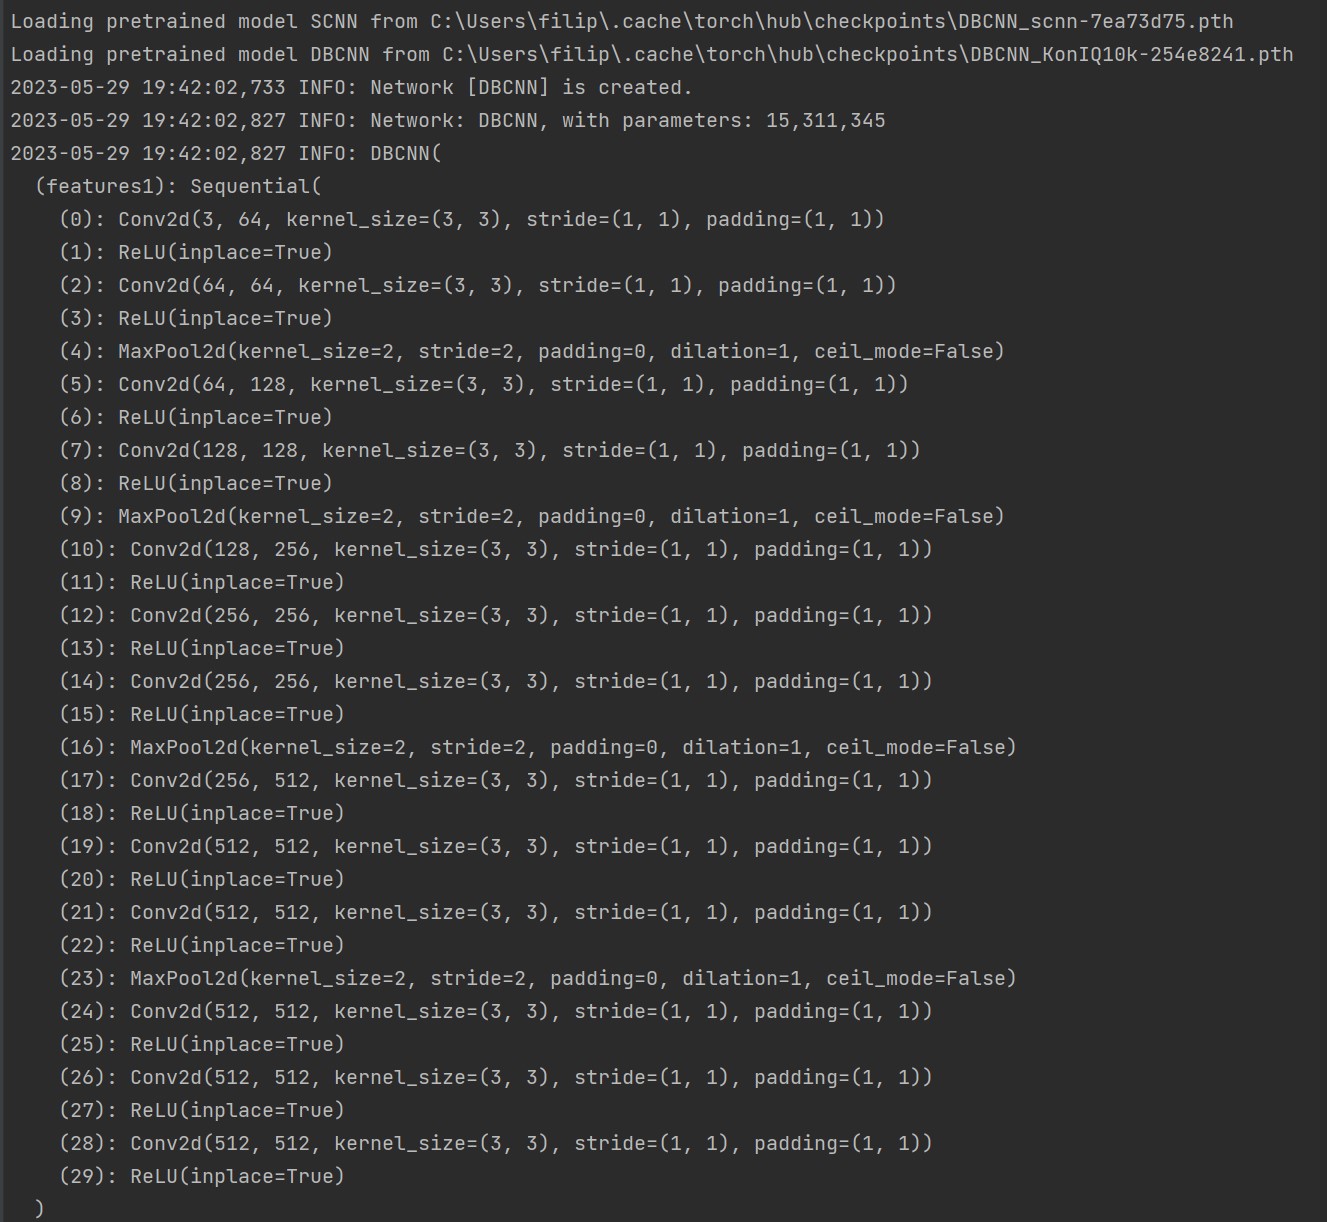 Loading pretrained model SCNN from C:\Users\filip\.cache\torch\hub\checkpoints\DBCNN_scnn-7ea73d75.pth
Loading pretrained model DBCNN from C:\Users\filip\.cache\torch\hub\checkpoints\DBCNN_KonIQ10k-254e8241.pth
2023-05-29 19:42:02,733 INFO: Network [DBCNN] is created.
2023-05-29 19:42:02,827 INFO: Network: DBCNN, with parameters: 15,311,345
2023-05-29 19:42:02,827 INFO: DBCNN(
  (features1): Sequential(
    (0): Conv2d(3, 64, kernel_size=(3, 3), stride=(1, 1), padding=(1, 1))
    (1): ReLU(inplace=True)
    (2): Conv2d(64, 64, kernel_size=(3, 3), stride=(1, 1), padding=(1, 1))
    (3): ReLU(inplace=True)
    (4): MaxPool2d(kernel_size=2, stride=2, padding=0, dilation=1, ceil_mode=False)
    (5): Conv2d(64, 128, kernel_size=(3, 3), stride=(1, 1), padding=(1, 1))
    (6): ReLU(inplace=True)
    (7): Conv2d(128, 128, kernel_size=(3, 3), stride=(1, 1), padding=(1, 1))
    (8): ReLU(inplace=True)
    (9): MaxPool2d(kernel_size=2, stride=2, padding=0, dilation=1, ceil_mode=False)
    (10): Conv2d(128, 256, kernel_size=(3, 3), stride=(1, 1), padding=(1, 1))
    (11): ReLU(inplace=True)
    (12): Conv2d(256, 256, kernel_size=(3, 3), stride=(1, 1), padding=(1, 1))
    (13): ReLU(inplace=True)
    (14): Conv2d(256, 256, kernel_size=(3, 3), stride=(1, 1), padding=(1, 1))
    (15): ReLU(inplace=True)
    (16): MaxPool2d(kernel_size=2, stride=2, padding=0, dilation=1, ceil_mode=False)
    (17): Conv2d(256, 512, kernel_size=(3, 3), stride=(1, 1), padding=(1, 1))
    (18): ReLU(inplace=True)
    (19): Conv2d(512, 512, kernel_size=(3, 3), stride=(1, 1), padding=(1, 1))
    (20): ReLU(inplace=True)
    (21): Conv2d(512, 512, kernel_size=(3, 3), stride=(1, 1), padding=(1, 1))
    (22): ReLU(inplace=True)
    (23): MaxPool2d(kernel_size=2, stride=2, padding=0, dilation=1, ceil_mode=False)
    (24): Conv2d(512, 512, kernel_size=(3, 3), stride=(1, 1), padding=(1, 1))
    (25): ReLU(inplace=True)
    (26): Conv2d(512, 512, kernel_size=(3, 3), stride=(1, 1), padding=(1, 1))
    (27): ReLU(inplace=True)
    (28): Conv2d(512, 512, kernel_size=(3, 3), stride=(1, 1), padding=(1, 1))
    (29): ReLU(inplace=True)
  )